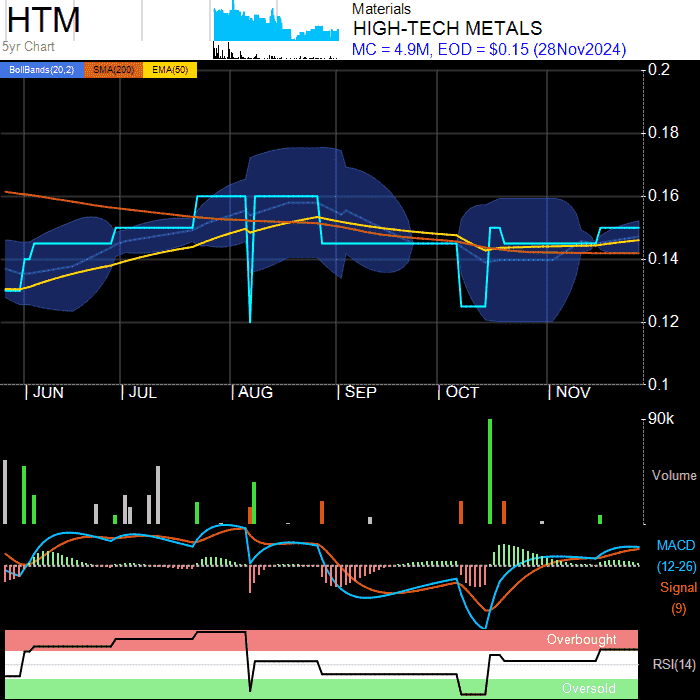 HTM
5yr Chart
Materials
HIGH-TECH METALS
MC = 4.9M, EOD = $0.15 (28Nov2024)
BollBands(20,2) SMA(200) EMA(50)
0.2
0.18
0.16
0.14
0.12
0.1
JUN JUL AUG SEP OCT NOV
90k
Volume
MACD
(12-26)
Signal
(9)
Overbought
RSI(14)
Oversold